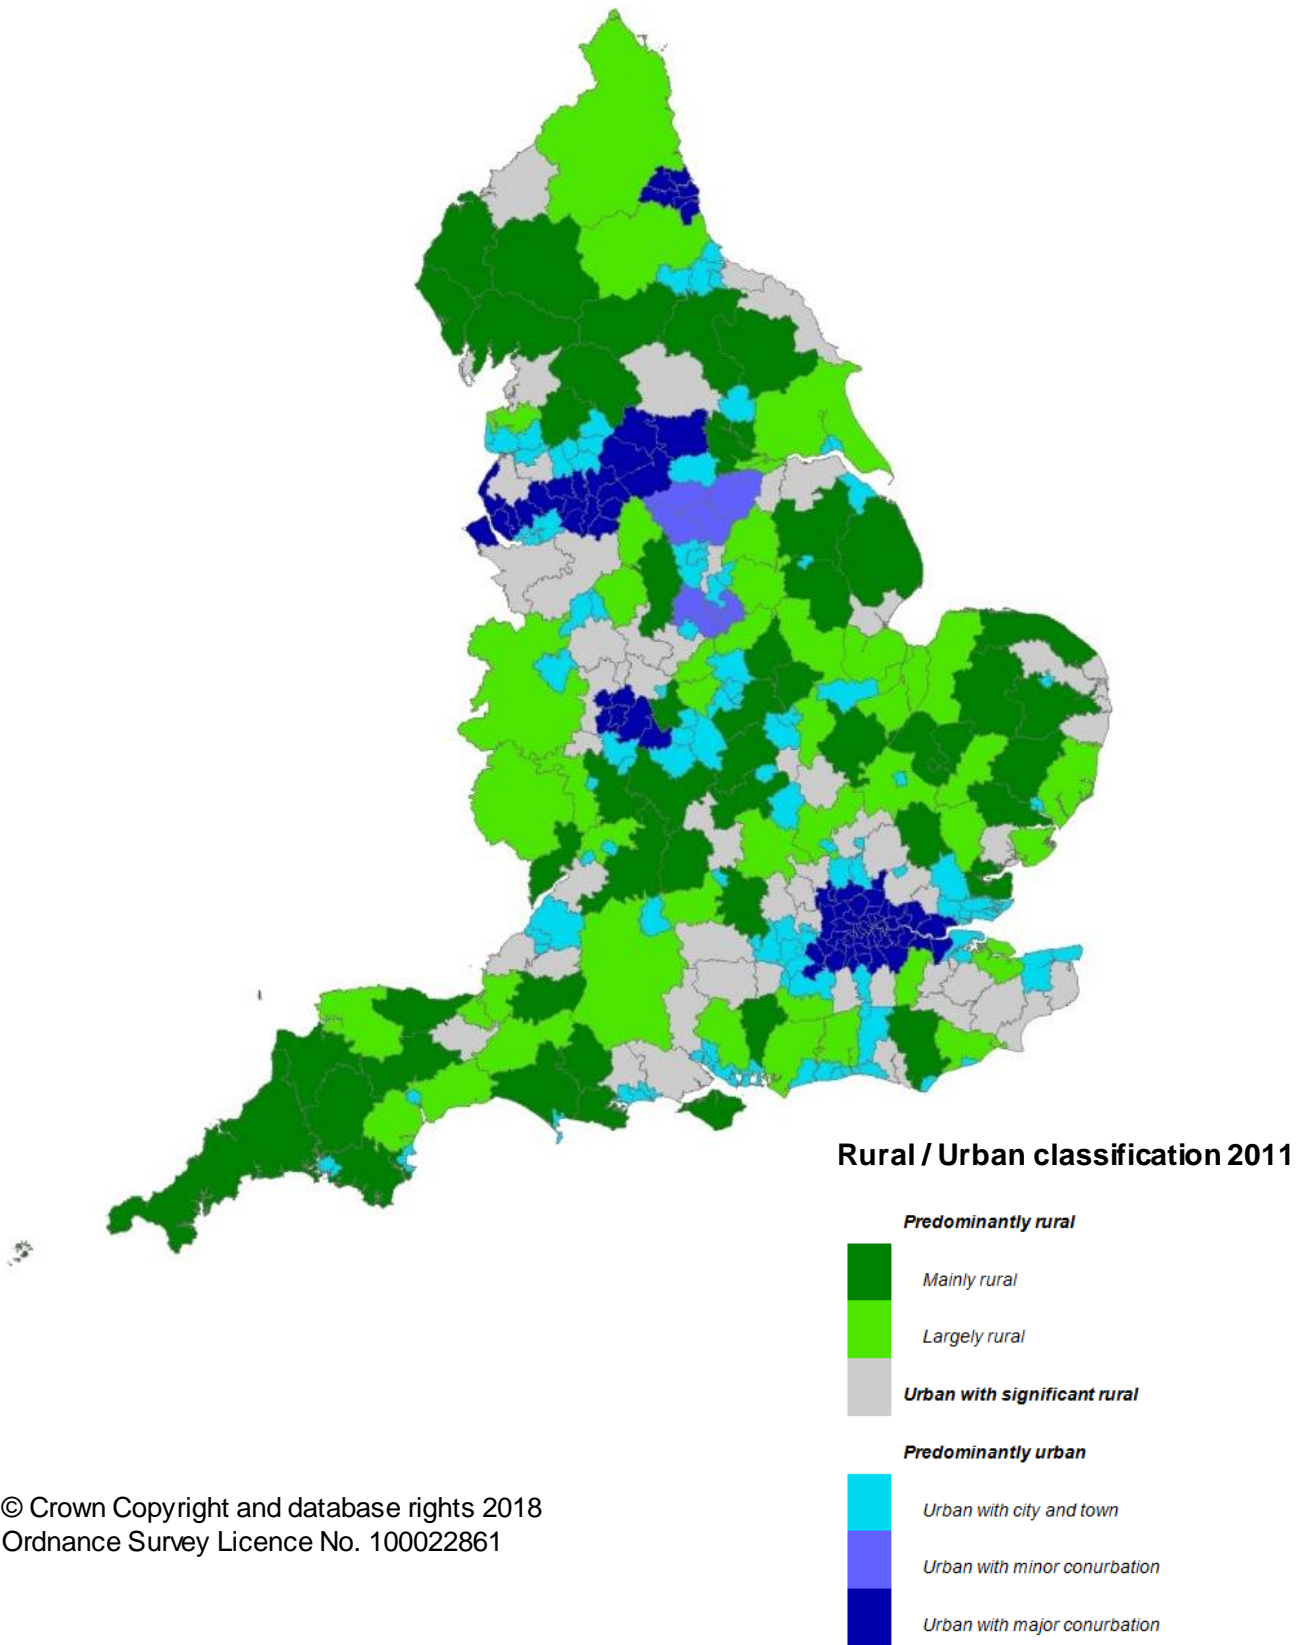 Rural / Urban classification 2011
Predominantly rural
Mainly rural
Largely rural
Urban with significant rural
Predominantly urban
Urban with city and town
Urban with minor conurbation
Urban with major conurbation
© Crown Copyright and database rights 2018
Ordnance Survey Licence No. 100022861